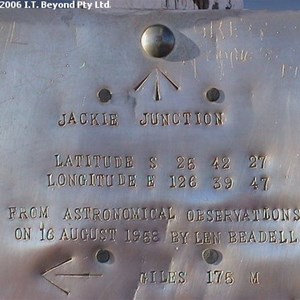 2006 I.T. Beyond Pty Ltd.
JACKIE JUNCTION
LATITUDE S 25 42 27
LONGITUDE E 126 39 47
FROM ASTRONOMICAL OBSERVATIONS
ON 16 AUGUST 1958 BY LEN BEADELL
GILES 175 M